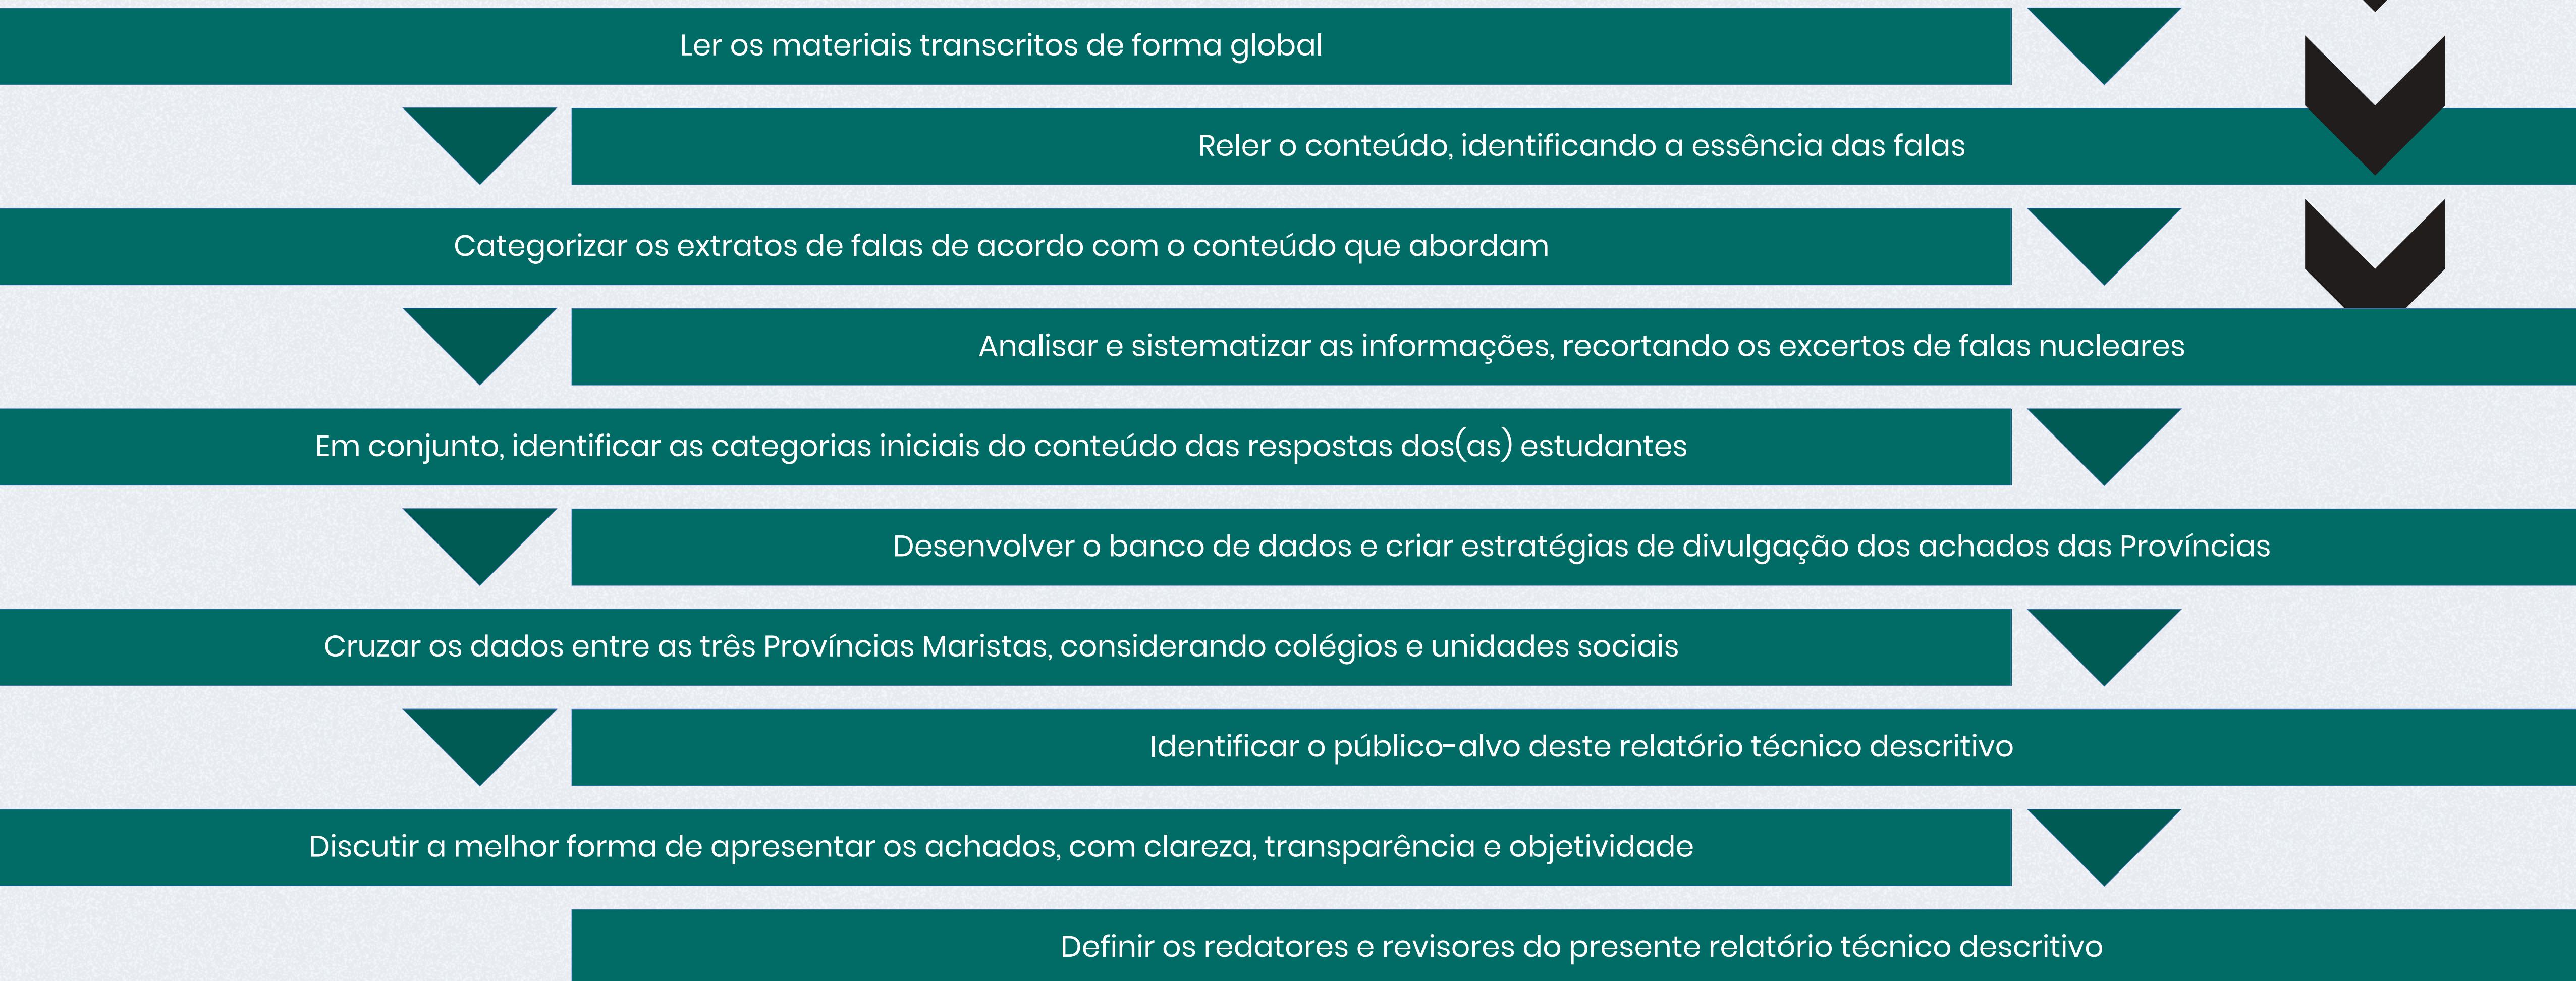 Ler os materiais transcritos de forma global
Reler o conteúdo, identificando a essência das falas
Categorizar os extratos de falas de acordo com o conteúdo que abordam
Analisar e sistematizar as informações, recortando os excertos de falas nucleares
Em conjunto, identificar as categorias iniciais do conteúdo das respostas dos(as) estudantes
Desenvolver o banco de dados e criar estratégias de divulgação dos achados das Províncias
Cruzar os dados entre as três Províncias Maristas, considerando colégios e unidades sociais
Identificar o público-alvo deste relatório técnico descritivo
Discutir a melhor forma de apresentar os achados, com clareza, transparência e objetividade
Definir os redatores e revisores do presente relatório técnico descritivo